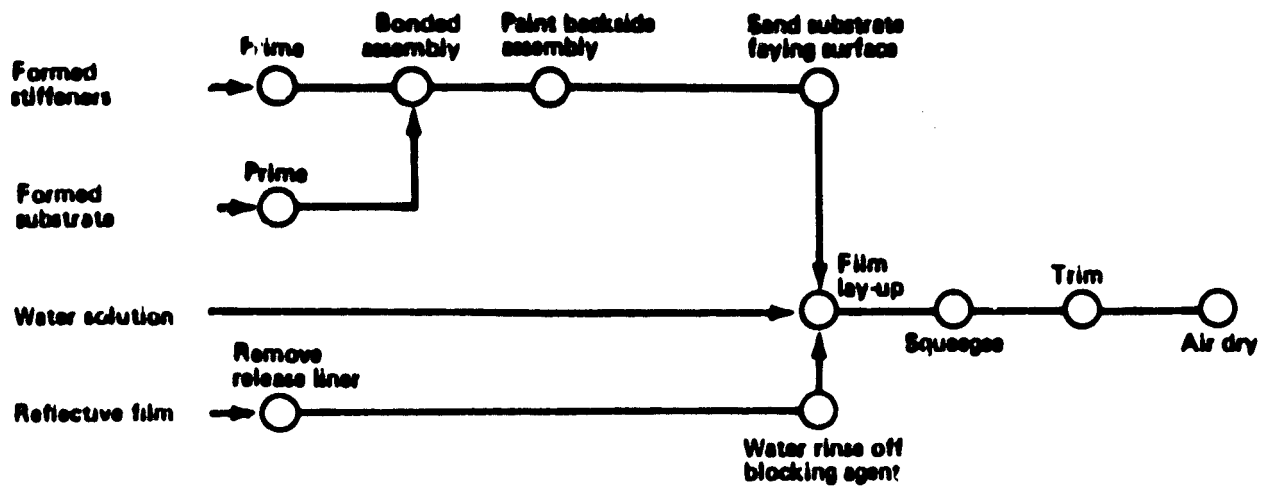 Bonded
assembly
Paint backside
assembly
Sand substrate
faying surface
Prime
Formed
stiffeners
Prime
Formed
substrate
Film
lay-up
Trim
Water solution
Squeegee
Air dry
Remove
release liner
Reflective film
Water rinse off
blocking agent